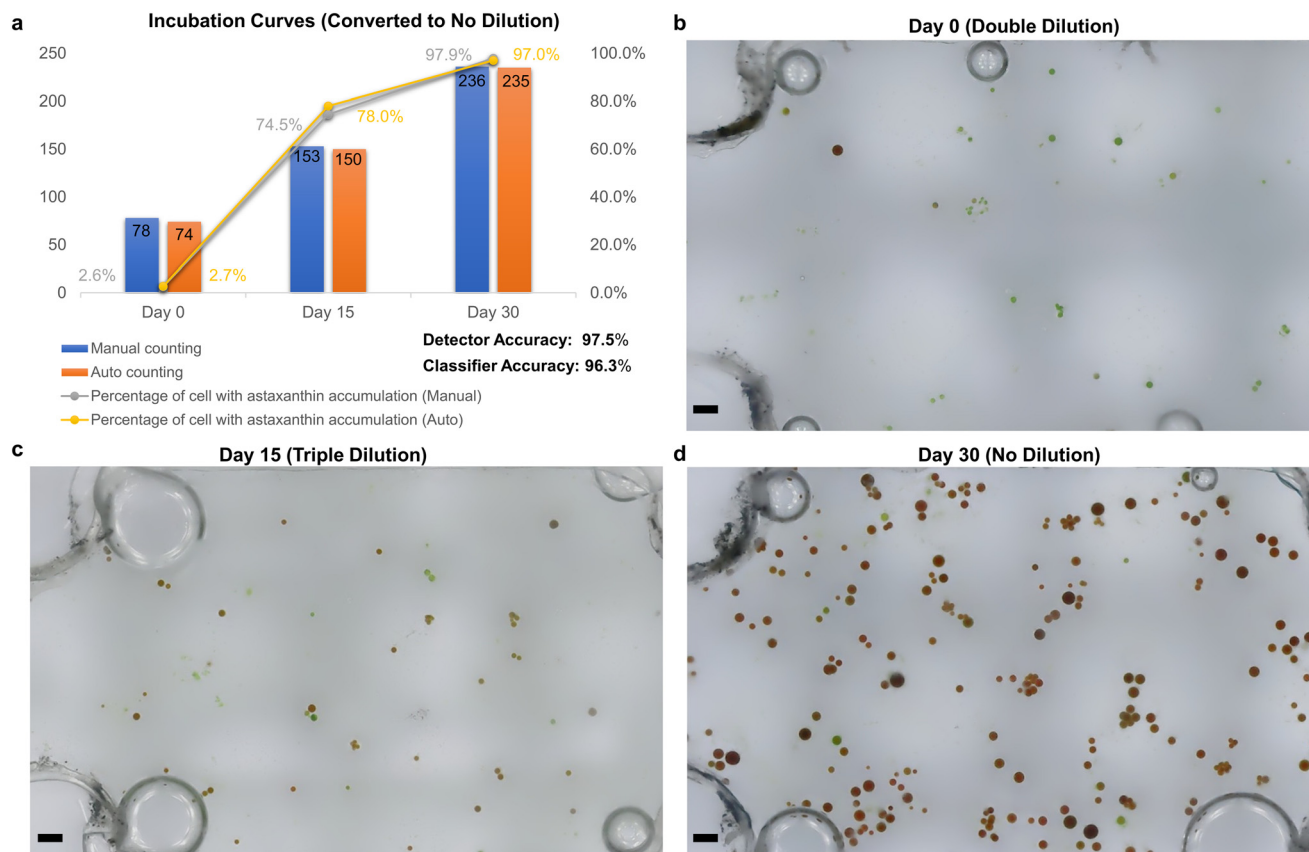 a
Incubation Curves (Converted to No Dilution)
250
200
150
100
50
0
100.0%
80.0%
60.0%
40.0%
20.0%
0.0%
97.9%
97.0%
236
235
74.5%
78.0%
153
150
78
74
2.6%
2.7%
Day 0
Day 15
Day 30
Manual counting
Auto counting
Percentage of cell with astaxanthin accumulation (Manual)
Percentage of cell with astaxanthin accumulation (Auto)
Detector Accuracy: 97.5%
Classifier Accuracy: 96.3%
b
Day 0 (Double Dilution)
c
Day 15 (Triple Dilution)
d
Day 30 (No Dilution)